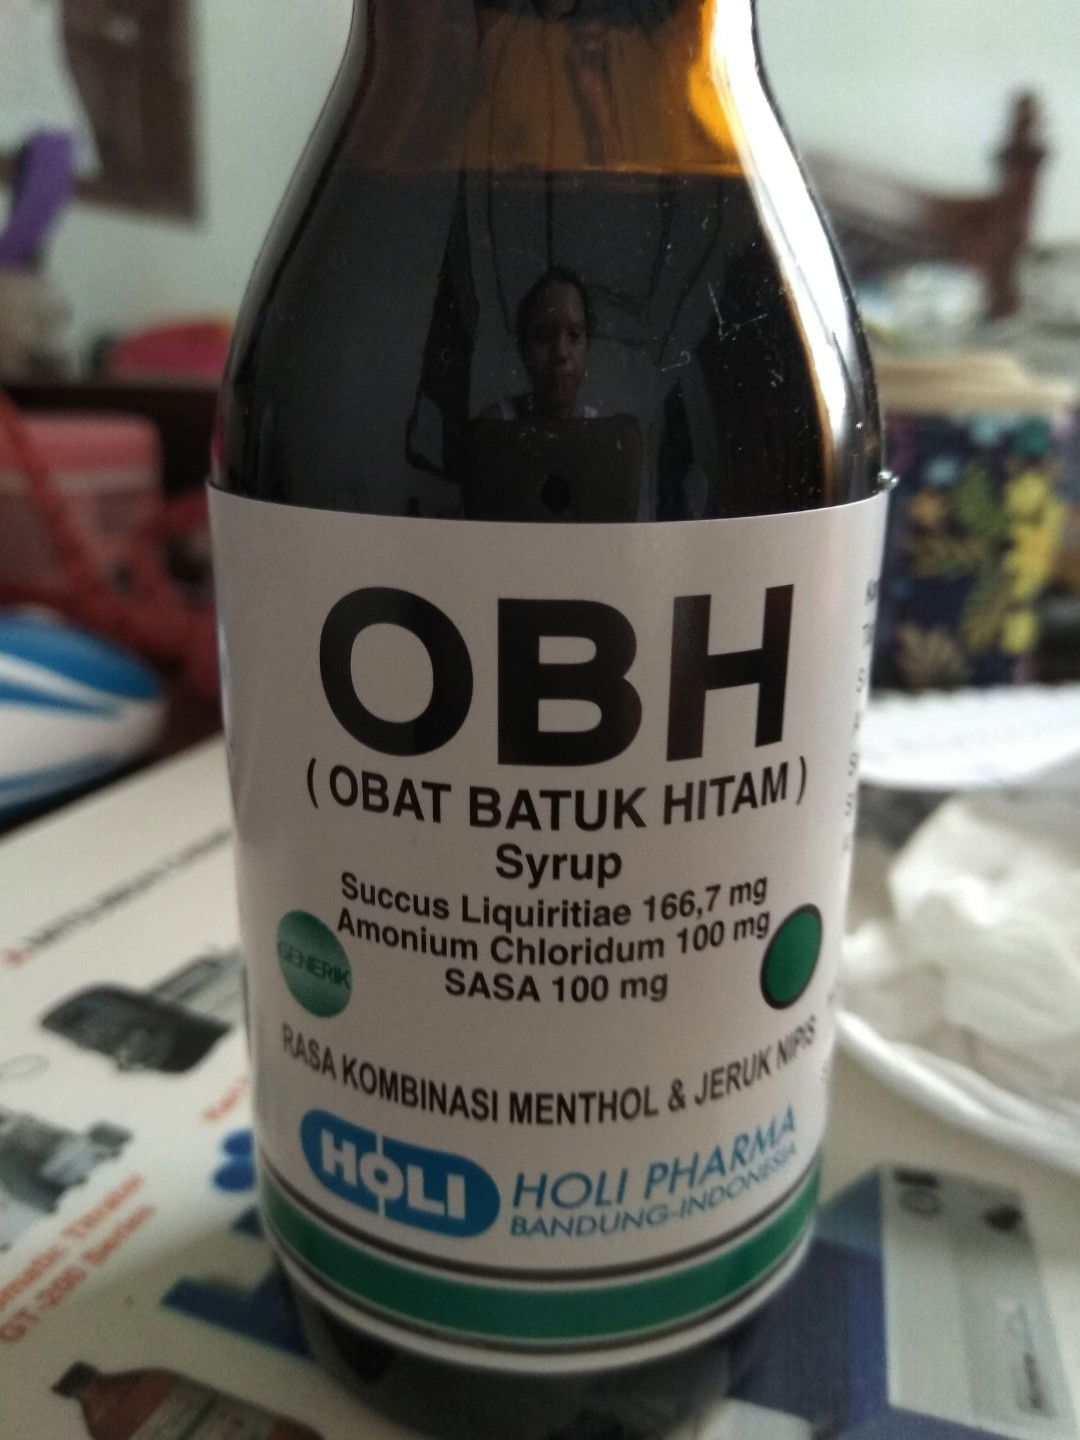 OBH
( OBAT BATUK HITAM )
Syrup
Succus Liquiritiae 166,7 mg
Amonium Chloridum 100 mg
SASA 100 mg
GENERIK
RASA KOMBINASI MENTHOL & JERUK NIPIS
HOLI
HOLI PHARMA
BANDUNG-INDONESIA